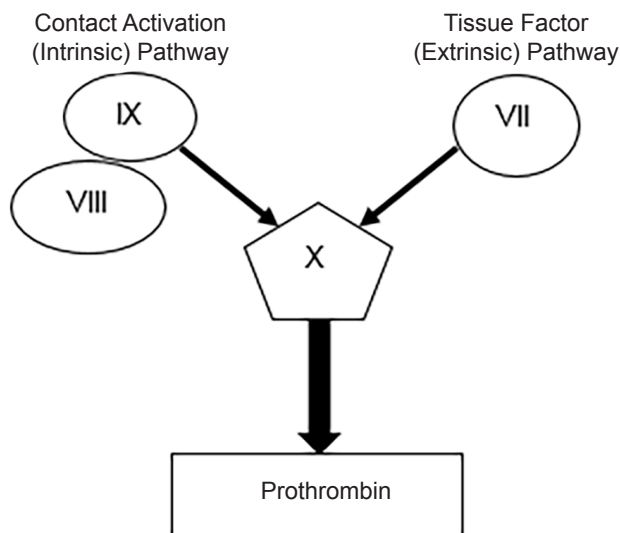 Contact Activation
(Intrinsic) Pathway
Tissue Factor
(Extrinsic) Pathway
IX
VII
VIII
X
Prothrombin